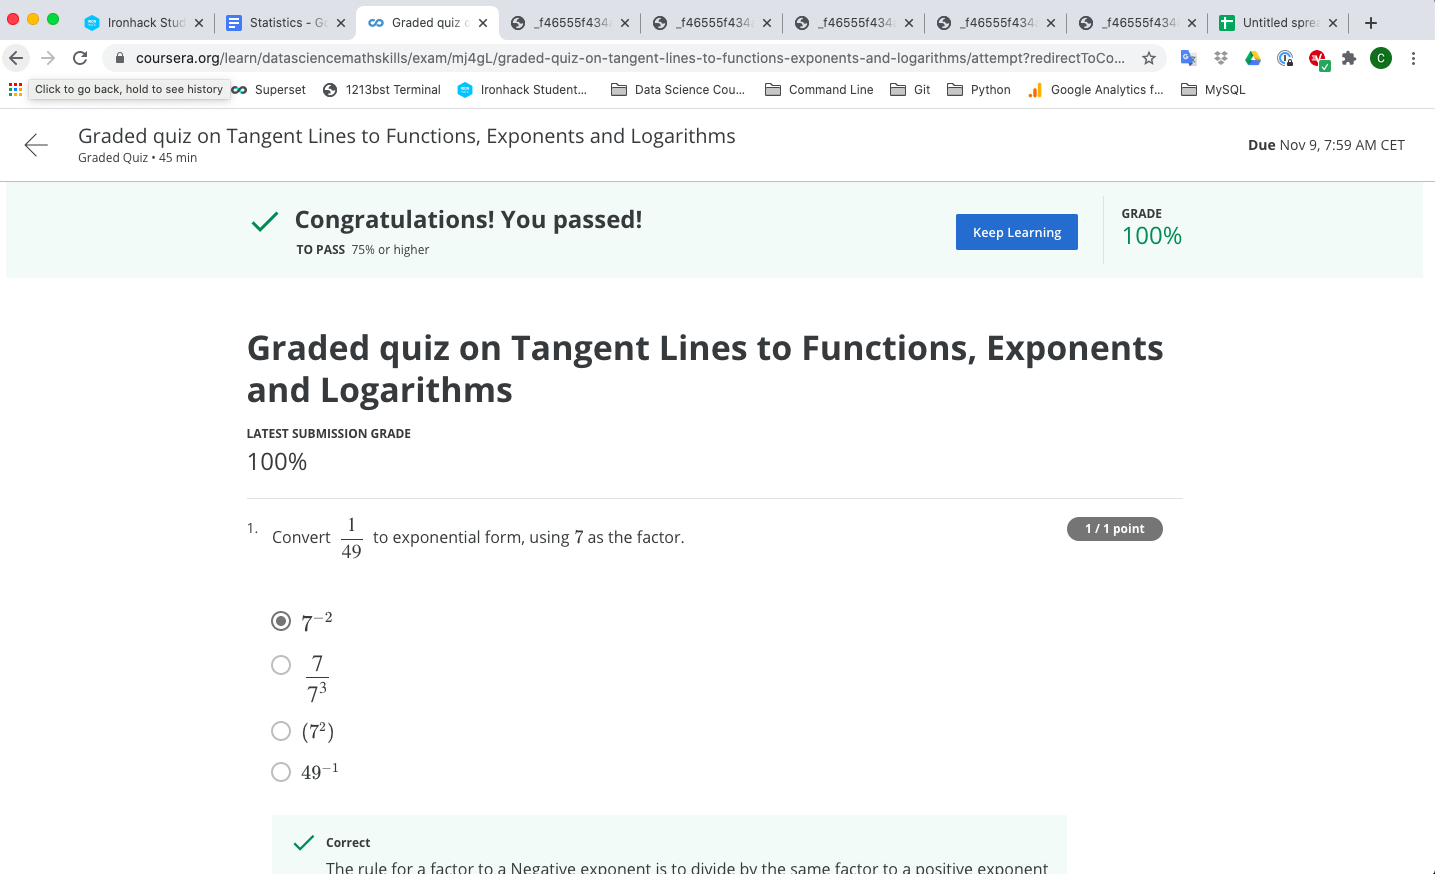 Ironhack Stud
Statistics - Go
Graded quiz o
_f46555f434
_f46555f434
_f46555f434
_f46555f434
_f46555f434
Untitled sprea
coursera.org/learn/datasciencemathskills/exam/mj4gL/graded-quiz-on-tangent-lines-to-functions-exponents-and-logarithms/attempt?redirectToCo...
C
Click to go back, hold to see history
Superset
1213bst Terminal
Ironhack Student...
Data Science Cou...
Command Line
Git
Python
Google Analytics f...
MySQL
Graded quiz on Tangent Lines to Functions, Exponents and Logarithms
Graded Quiz • 45 min
Due Nov 9, 7:59 AM CET
Congratulations! You passed!
TO PASS 75% or higher
Keep Learning
GRADE
100%
Graded quiz on Tangent Lines to Functions, Exponents
and Logarithms
LATEST SUBMISSION GRADE
100%
1. Convert 1/49 to exponential form, using 7 as the factor.
1 / 1 point
7⁻²
7/7³
(7²)
49⁻¹
Correct
The rule for a factor to a Negative exponent is to divide by the same factor to a positive exponent